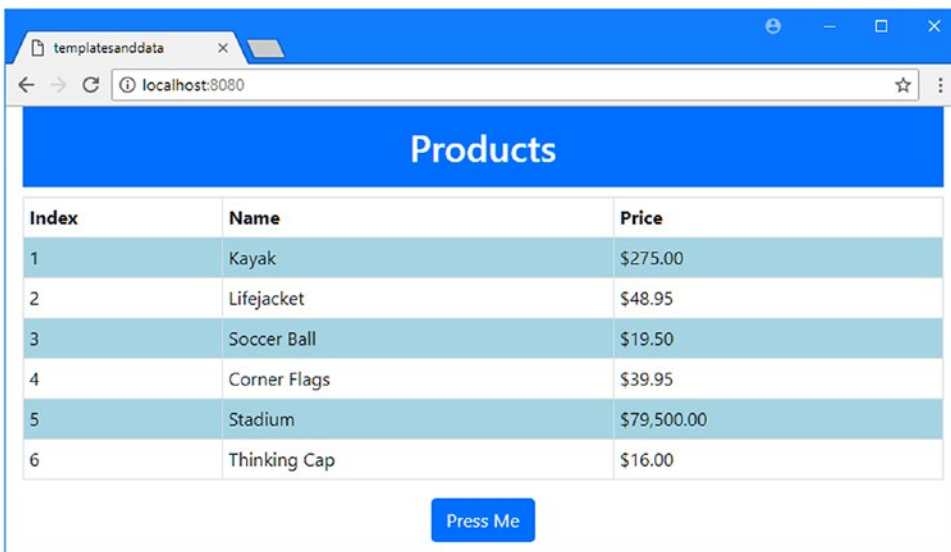 templatesanddata
localhost:8080
Products
Index Name Price
1 Kayak $275.00
2 Lifejacket $48.95
3 Soccer Ball $19.50
4 Corner Flags $39.95
5 Stadium $79,500.00
6 Thinking Cap $16.00
Press Me